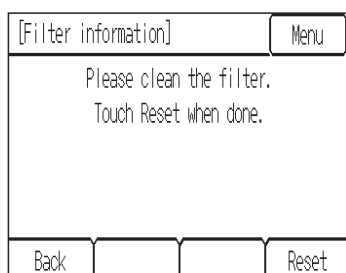 [Filter information]
Menu
Please clean the filter.
Touch Reset when done.
Back
Reset